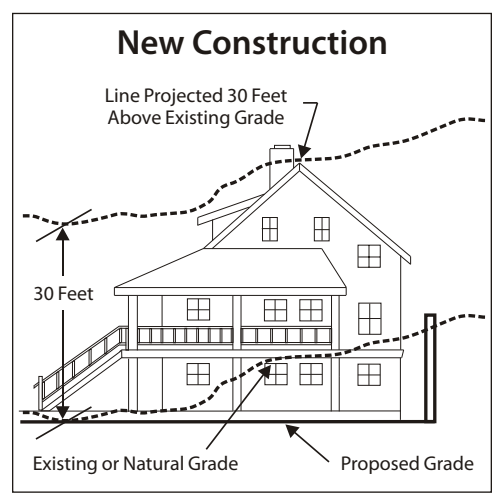 New Construction
Line Projected 30 Feet
Above Existing Grade
30 Feet
Existing or Natural Grade
Proposed Grade